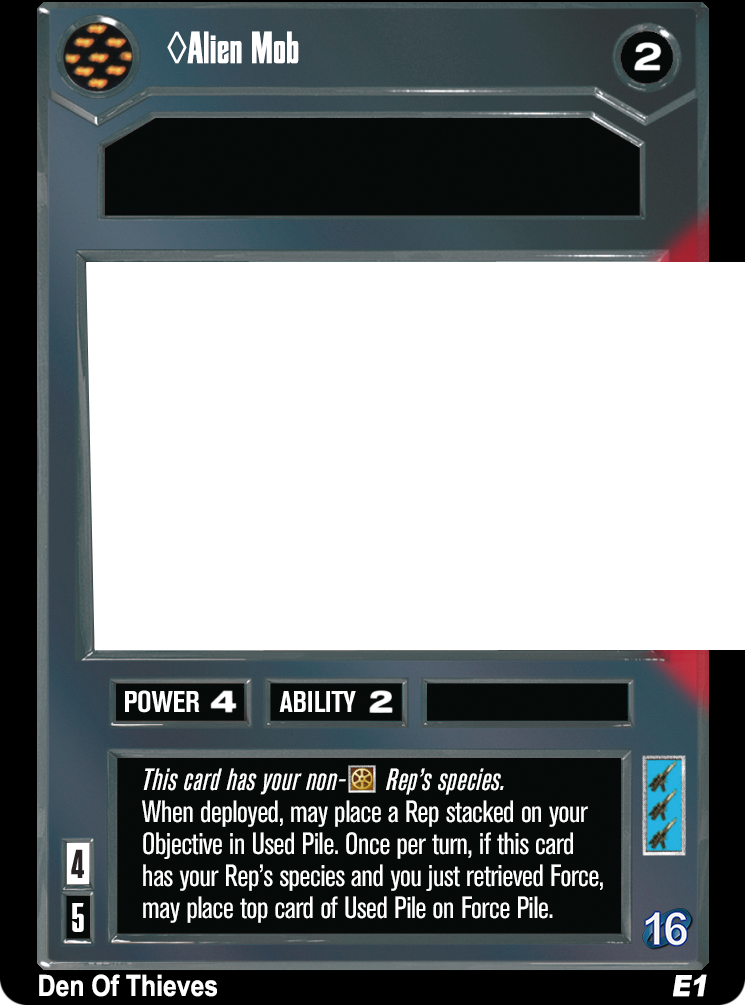 ◊Alien Mob
2
POWER 4
ABILITY 2
This card has your non- Rep's species.
When deployed, may place a Rep stacked on your
Objective in Used Pile. Once per turn, if this card
has your Rep's species and you just retrieved Force,
may place top card of Used Pile on Force Pile.
4
5
16
Den Of Thieves
E1